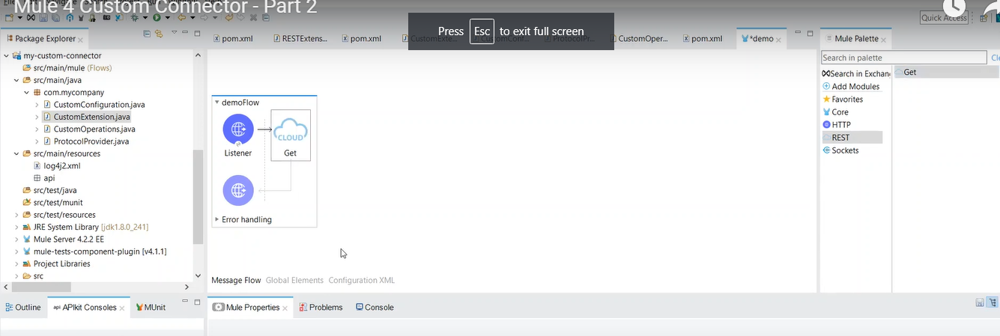 Mule 4 Custom Connector - Part 2
Press Esc to exit full screen
Quick Access
Package Explorer
pom.xml
RESTExtens...
pom.xml
CustomOper...
pom.xml
*demo
Mule Palette
my-custom-connector
src/main/mule (Flows)
src/main/java
com.mycompany
CustomConfiguration.java
CustomExtension.java
CustomOperations.java
ProtocolProvider.java
src/main/resources
log4j2.xml
api
src/test/java
src/test/munit
src/test/resources
JRE System Library [jdk1.8.0_241]
Mule Server 4.2.2 EE
mule-tests-component-plugin [v4.1.1]
Project Libraries
src
demoFlow
CLOUD
Listener
Get
Error handling
Message Flow Global Elements Configuration XML
Search in palette
Cle
Search in Exchang
Add Modules
Favorites
Core
HTTP
REST
Sockets
Get
Outline
api APIkit Consoles
MUnit
Mule Properties
Problems
Console